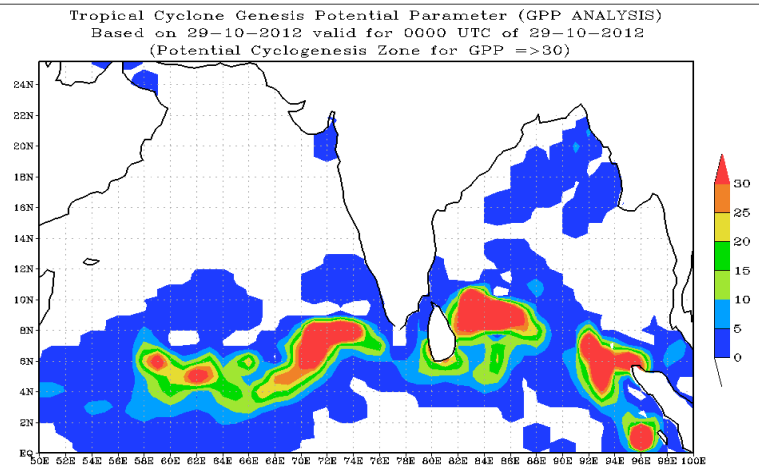 Tropical Cyclone Genesis Potential Parameter (GPP ANALYSIS)
Based on 29-10-2012 valid for 0000 UTC of 29-10-2012
(Potential Cyclogenesis Zone for GPP =>30)
24N
22N
20N
18N
16N
14N
12N
10N
8N
6N
4N
2N
EQ
50E 52E 54E 56E 58E 60E 62E 64E 66E 68E 70E 72E 74E 76E 78E 80E 82E 84E 86E 88E 90E 92E 94E 96E 98E 100E
30
25
20
15
10
5
0